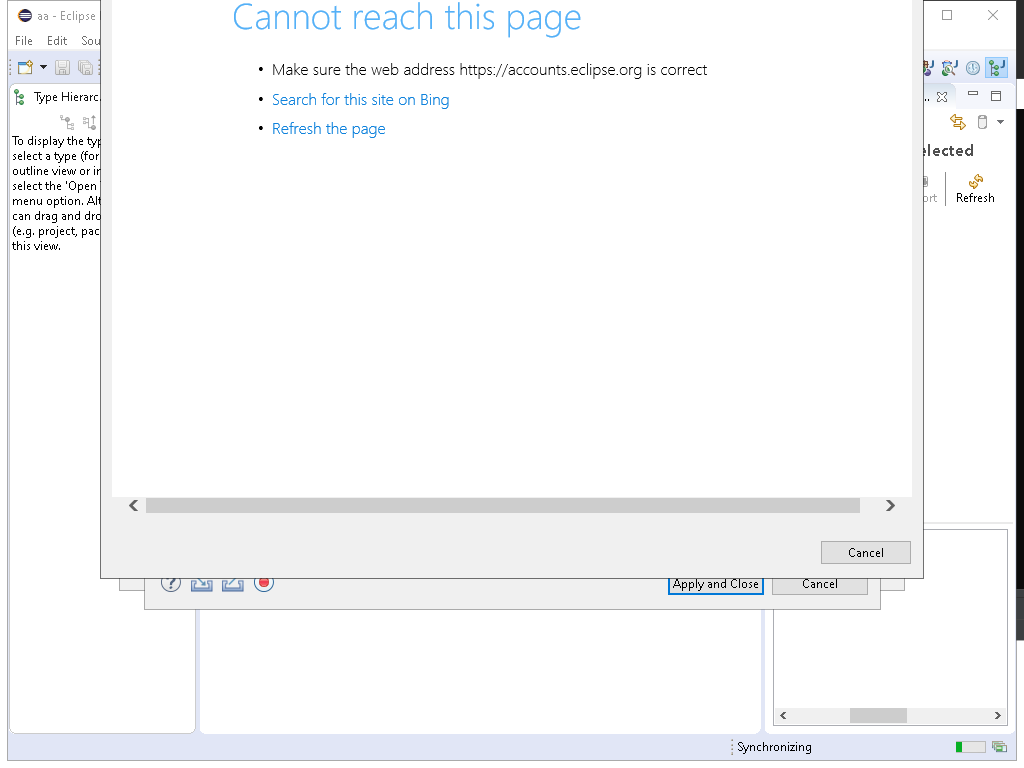 Cannot reach this page
aa - Eclipse
File Edit Sou
• Make sure the web address https://accounts.eclipse.org is correct
• Search for this site on Bing
• Refresh the page
Type Hierarc
To display the typ
select a type (for
outline view or in
select the 'Open
menu option. Alt
can drag and dro
(e.g. project, pac
this view.
elected
ort Refresh
Cancel
Apply and Close Cancel
Synchronizing